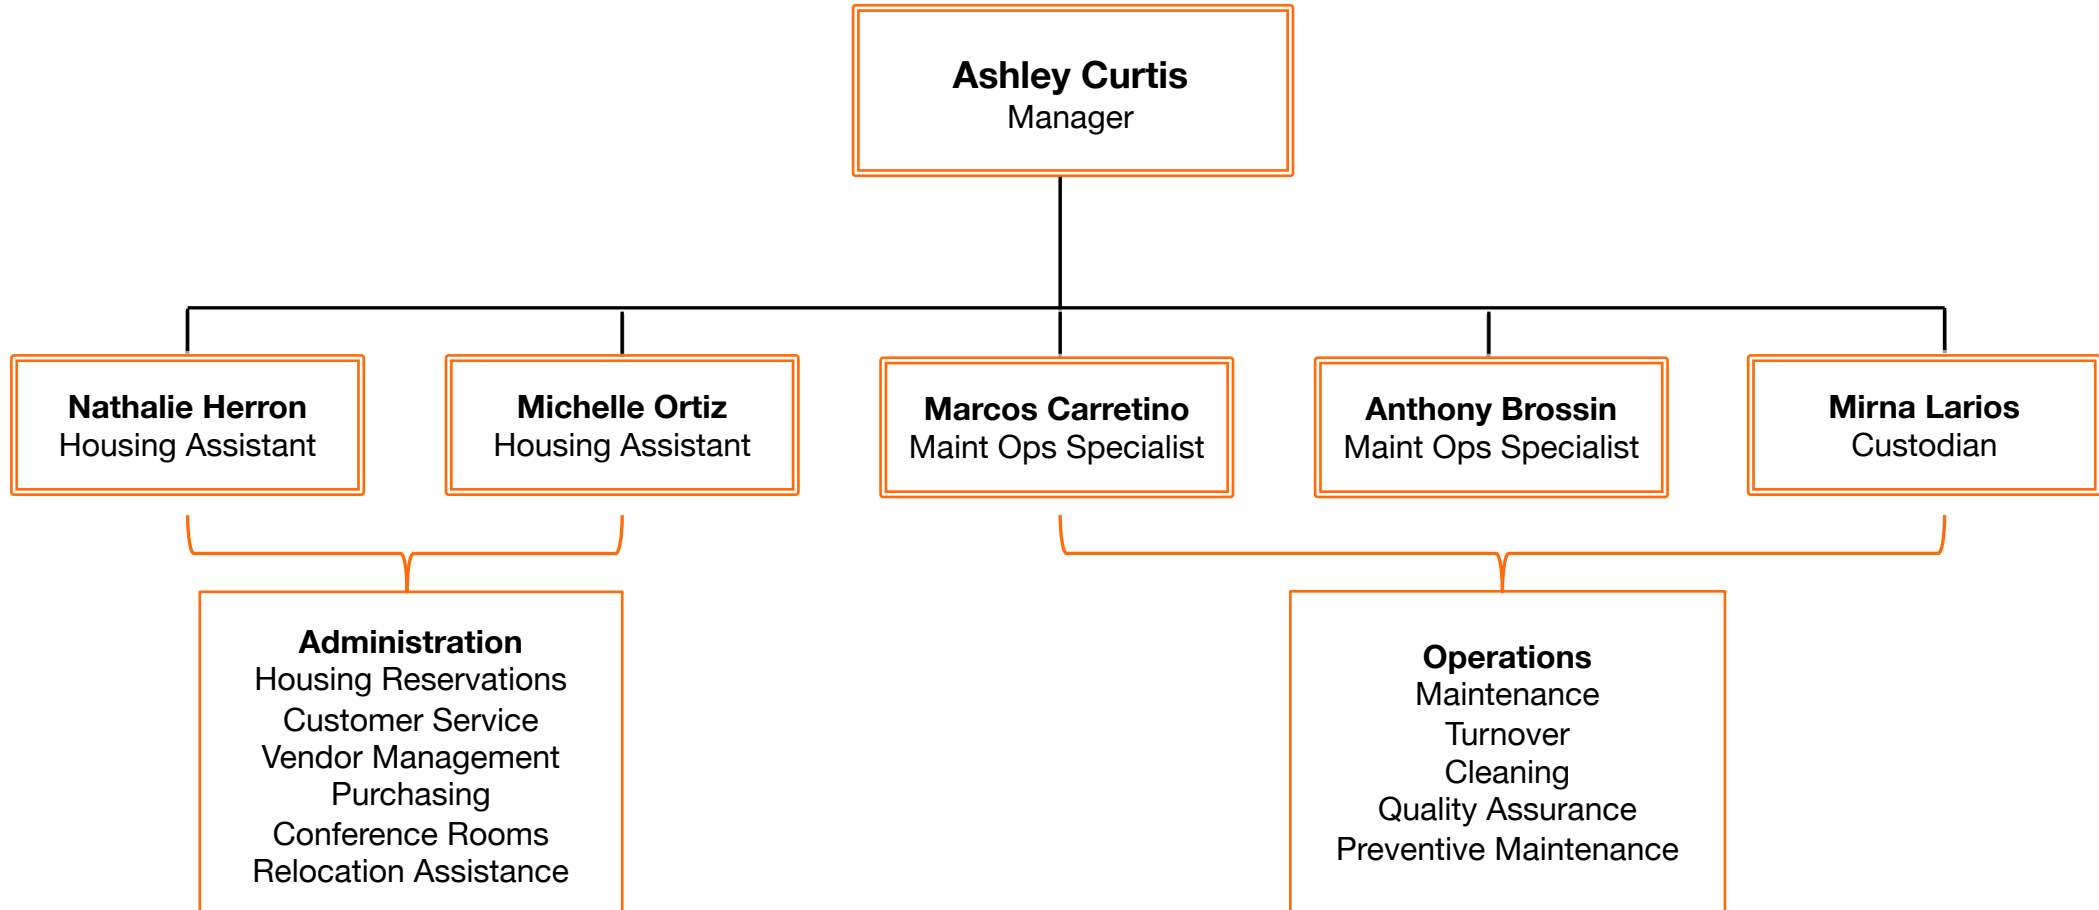 Ashley Curtis
Manager
Nathalie Herron
Housing Assistant
Michelle Ortiz
Housing Assistant
Marcos Carretino
Maint Ops Specialist
Anthony Brossin
Maint Ops Specialist
Mirna Larios
Custodian
Administration
Housing Reservations
Customer Service
Vendor Management
Purchasing
Conference Rooms
Relocation Assistance
Operations
Maintenance
Turnover
Cleaning
Quality Assurance
Preventive Maintenance